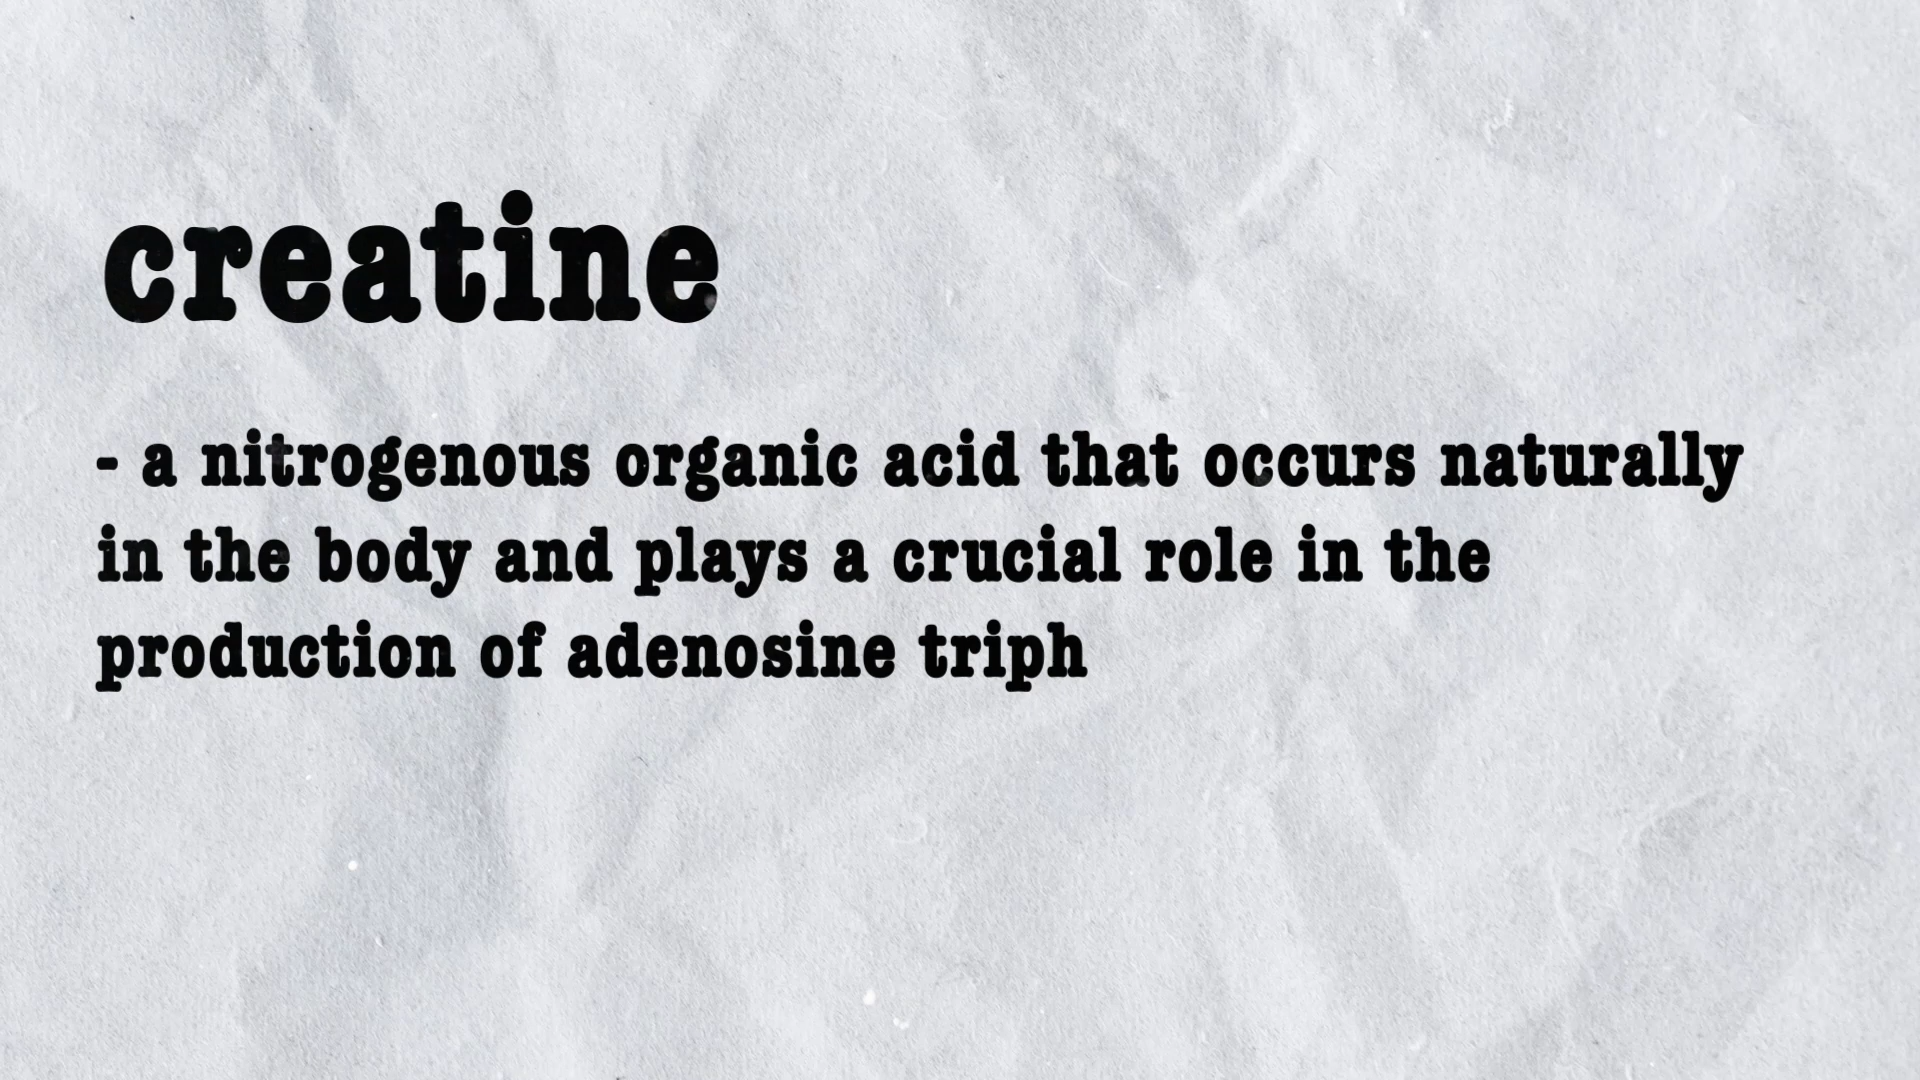 creatine
- a nitrogenous organic acid that occurs naturally
in the body and plays a crucial role in the
production of adenosine triph